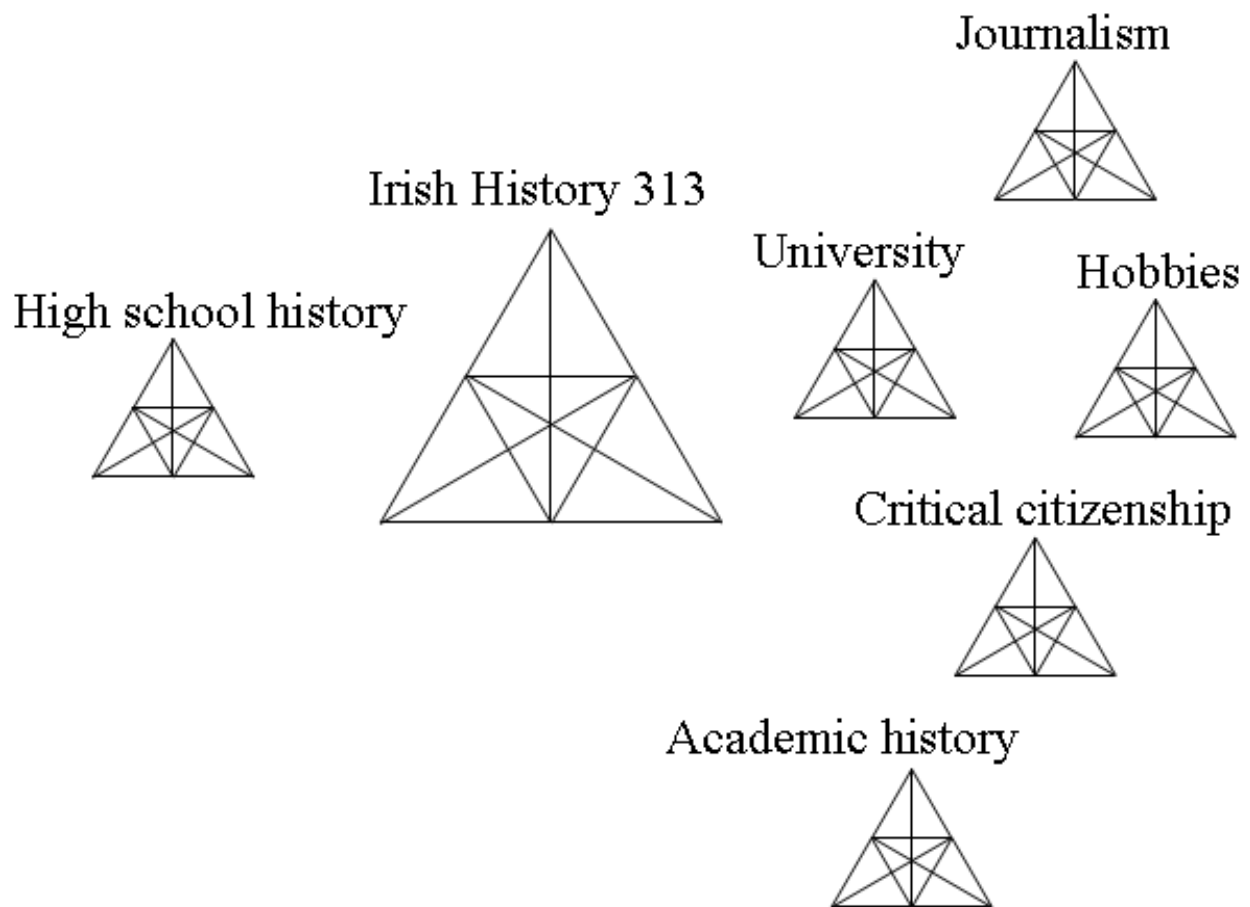 Journalism
Irish History 313
University
Hobbies
High school history
Critical citizenship
Academic history